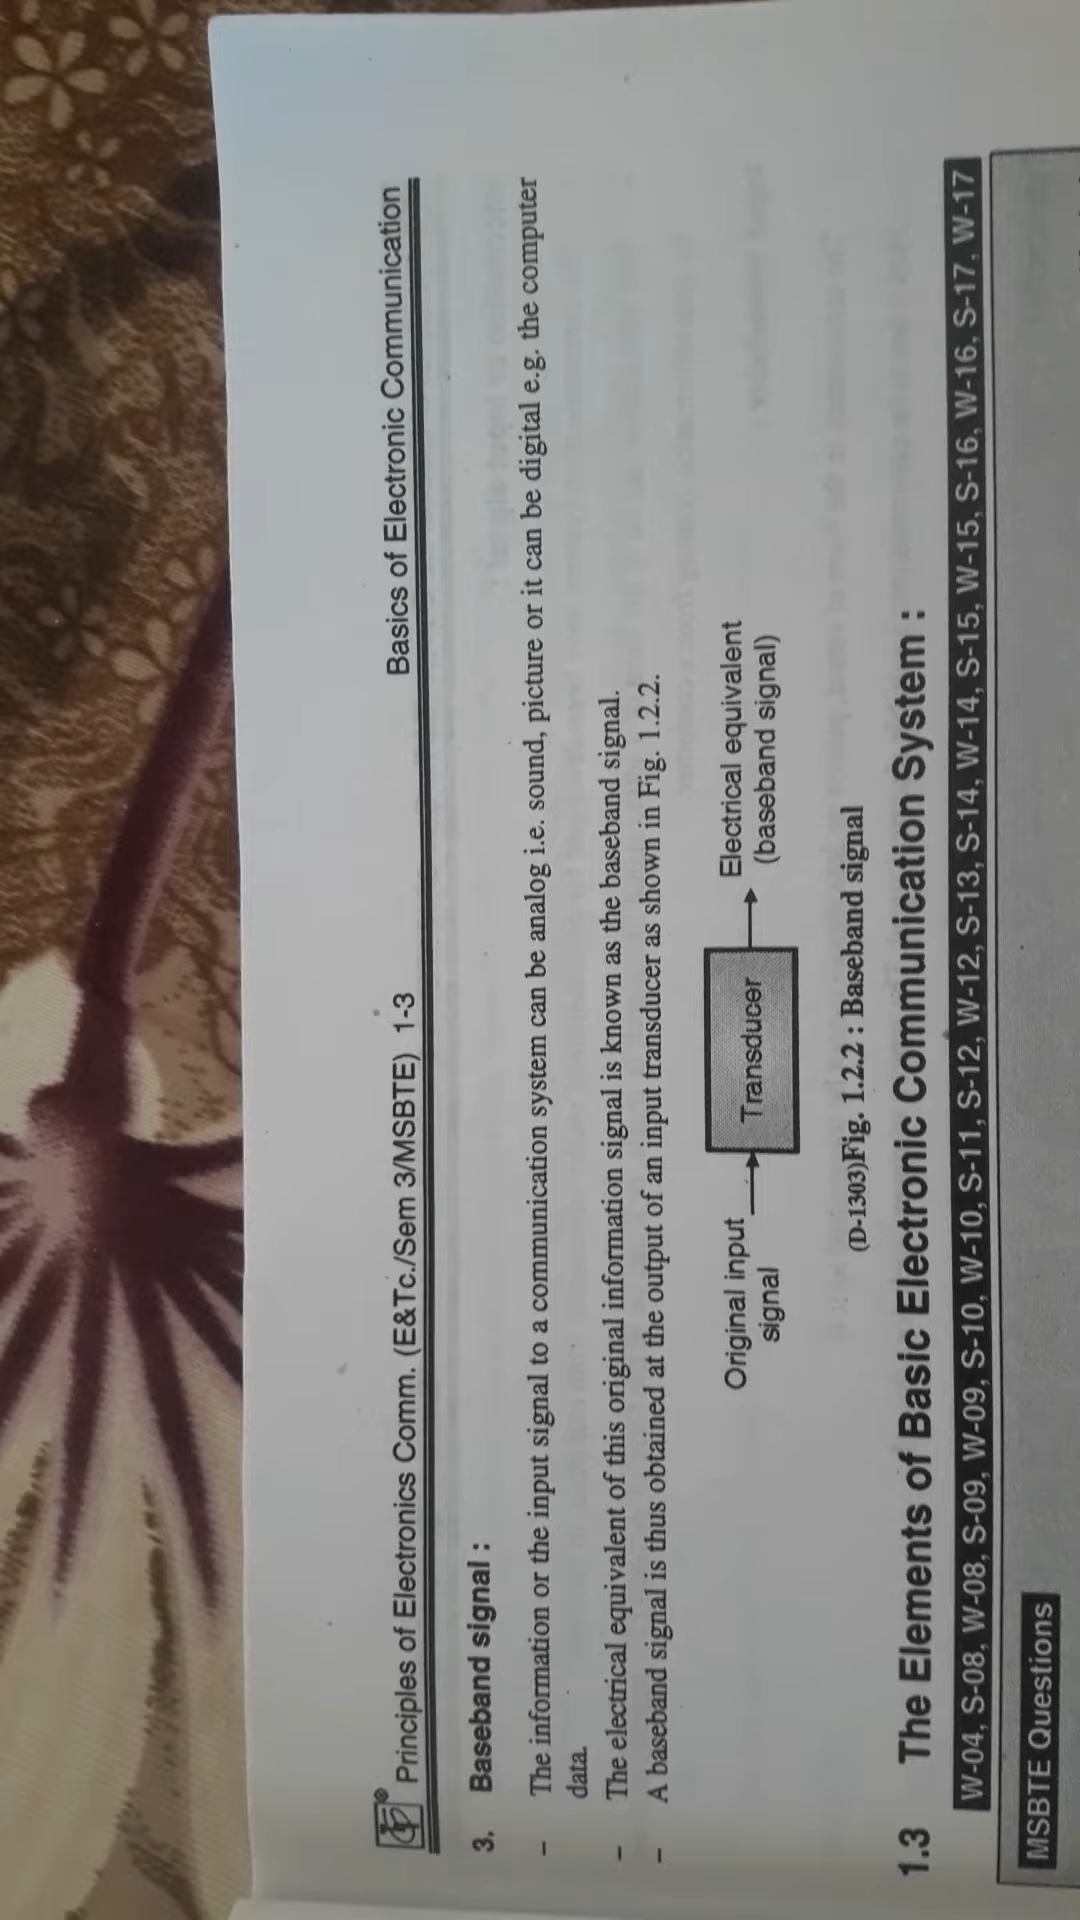 Principles of Electronics Comm. (E&Tc./Sem 3/MSBTE) 1-3 Basics of Electronic Communication
3. Baseband signal :
– The information or the input signal to a communication system can be analog i.e. sound, picture or it can be digital e.g. the computer
data.
– The electrical equivalent of this original information signal is known as the baseband signal.
– A baseband signal is thus obtained at the output of an input transducer as shown in Fig. 1.2.2.
Original input
signal
Transducer
Electrical equivalent
(baseband signal)
(D-1303)Fig. 1.2.2 : Baseband signal
1.3 The Elements of Basic Electronic Communication System :
W-04, S-08, W-08, S-09, W-09, S-10, W-10, S-11, S-12, W-12, S-13, S-14, W-14, S-15, W-15, S-16, W-16, S-17, W-17
MSBTE Questions